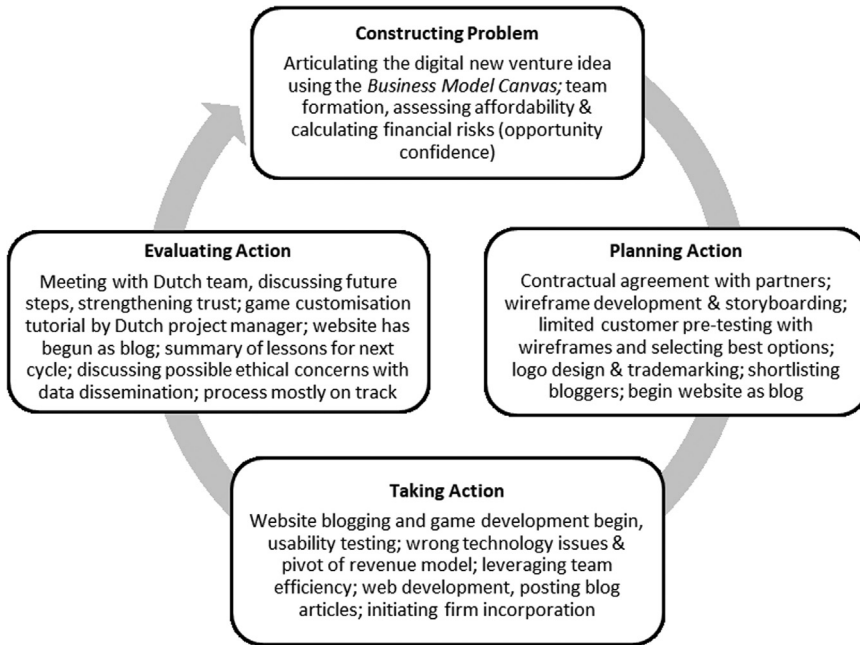 Constructing Problem
Articulating the digital new venture idea
using the Business Model Canvas; team
formation, assessing affordability &
calculating financial risks (opportunity
confidence)
Evaluating Action
Meeting with Dutch team, discussing future
steps, strengthening trust; game customisation
tutorial by Dutch project manager; website has
begun as blog; summary of lessons for next
cycle; discussing possible ethical concerns with
data dissemination; process mostly on track
Planning Action
Contractual agreement with partners;
wireframe development & storyboarding;
limited customer pre-testing with
wireframes and selecting best options;
logo design & trademarking; shortlisting
bloggers; begin website as blog
Taking Action
Website blogging and game development begin,
usability testing; wrong technology issues &
pivot of revenue model; leveraging team
efficiency; web development, posting blog
articles; initiating firm incorporation